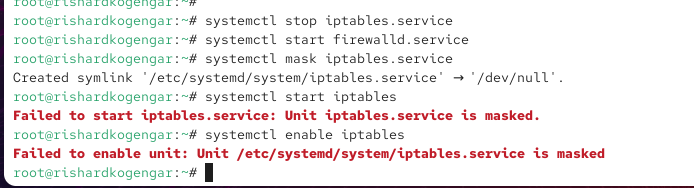 root@rishardkogengar:~#
root@rishardkogengar:~# systemctl stop iptables.service
root@rishardkogengar:~# systemctl start firewalld.service
root@rishardkogengar:~# systemctl mask iptables.service
Created symlink '/etc/systemd/system/iptables.service' → '/dev/null'.
root@rishardkogengar:~# systemctl start iptables
Failed to start iptables.service: Unit iptables.service is masked.
root@rishardkogengar:~# systemctl enable iptables
Failed to enable unit: Unit /etc/systemd/system/iptables.service is masked
root@rishardkogengar:~#